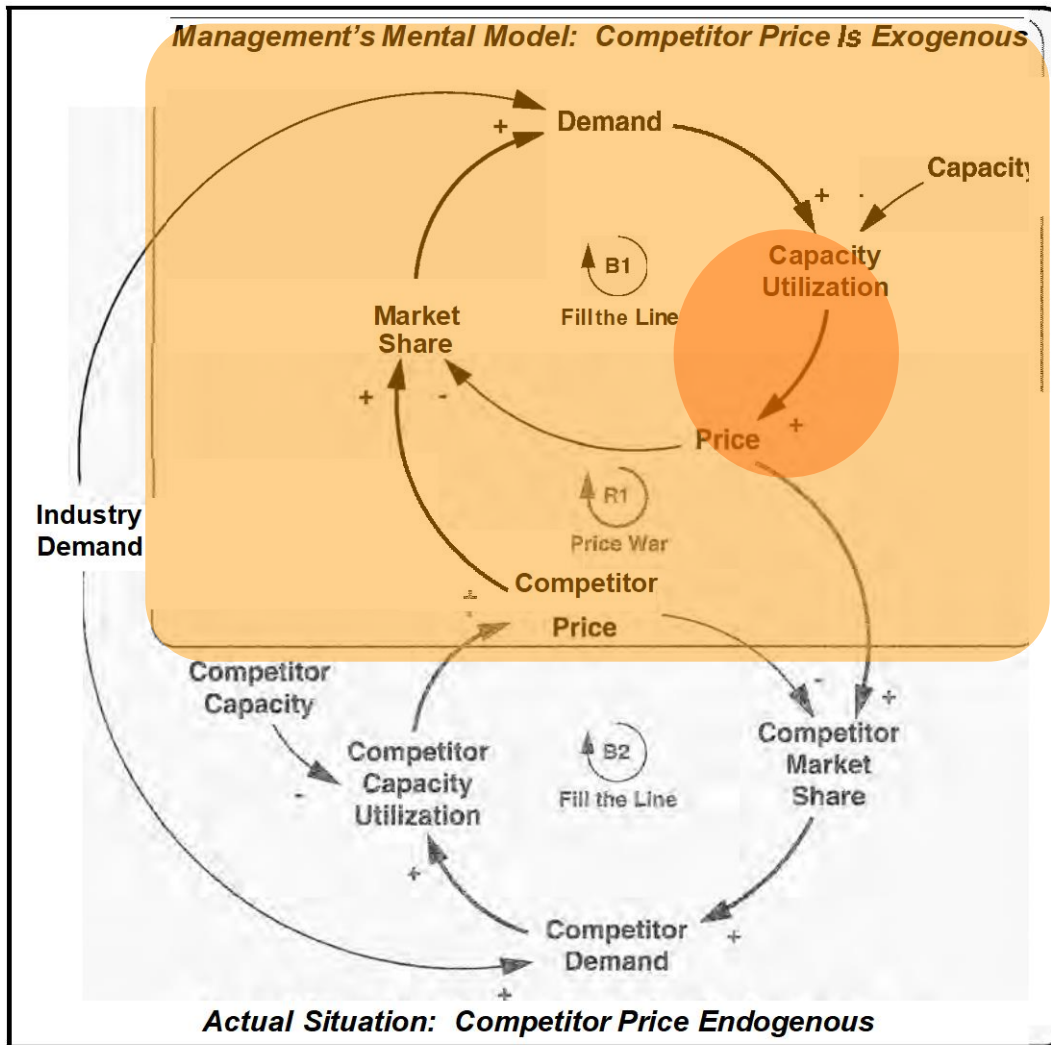 Management's Mental Model: Competitor Price Is Exogenous
+
Demand
Capacity
+ -
B1
Capacity
Utilization
Fill the Line
Market
Share
+ -
+
Price
R1
Industry
Demand
Price War
Competitor
+
Price
Competitor
Capacity
-
+
Competitor
Market
Share
Competitor
Capacity
Utilization
B2
-
Fill the Line
+
Competitor
Demand
+
+
Actual Situation: Competitor Price Endogenous